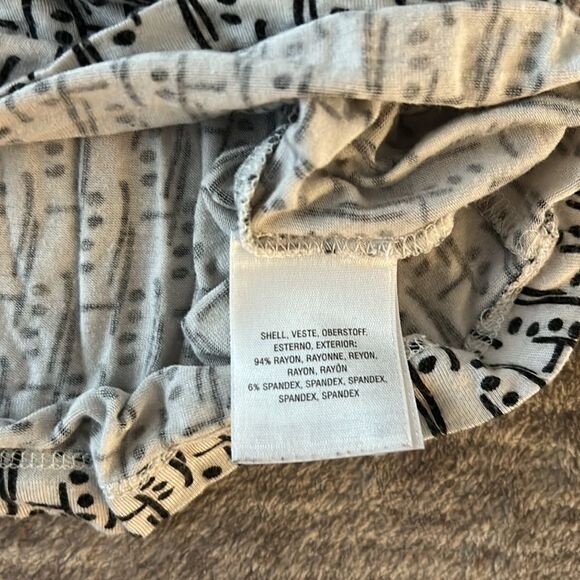 SHELL, VESTE, OBERSTOFF,
ESTERNO, EXTERIOR:
94% RAYON, RAYONNE, REYON,
RAYON, RAYÓN
6% SPANDEX, SPANDEX, SPANDEX,
SPANDEX, SPANDEX